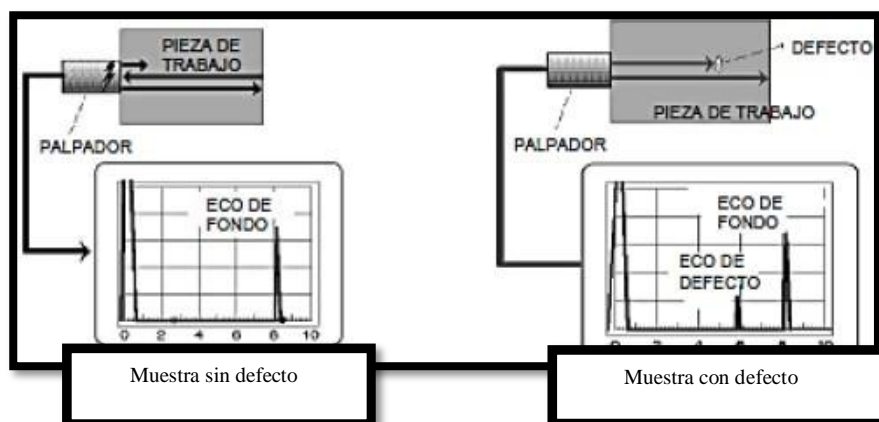 PIEZA DE
TRABAJO
PALPADOR
ECO DE
FONDO
0 2 4 6 8 10
Muestra sin defecto
DEFECTO
PIEZA DE TRABAJO
PALPADOR
ECO DE
FONDO
ECO DE
DEFECTO
Muestra con defecto